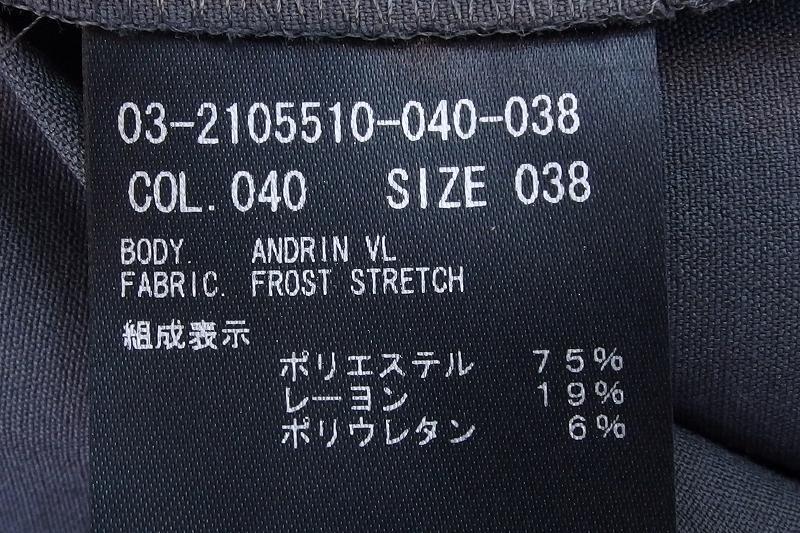 03-2105510-040-038
COL. 040 SIZE 038
BODY. ANDRIN VL
FABRIC. FROST STRETCH
組成表示
ポリエステル 75%
レーヨン 19%
ポリウレタン 6%